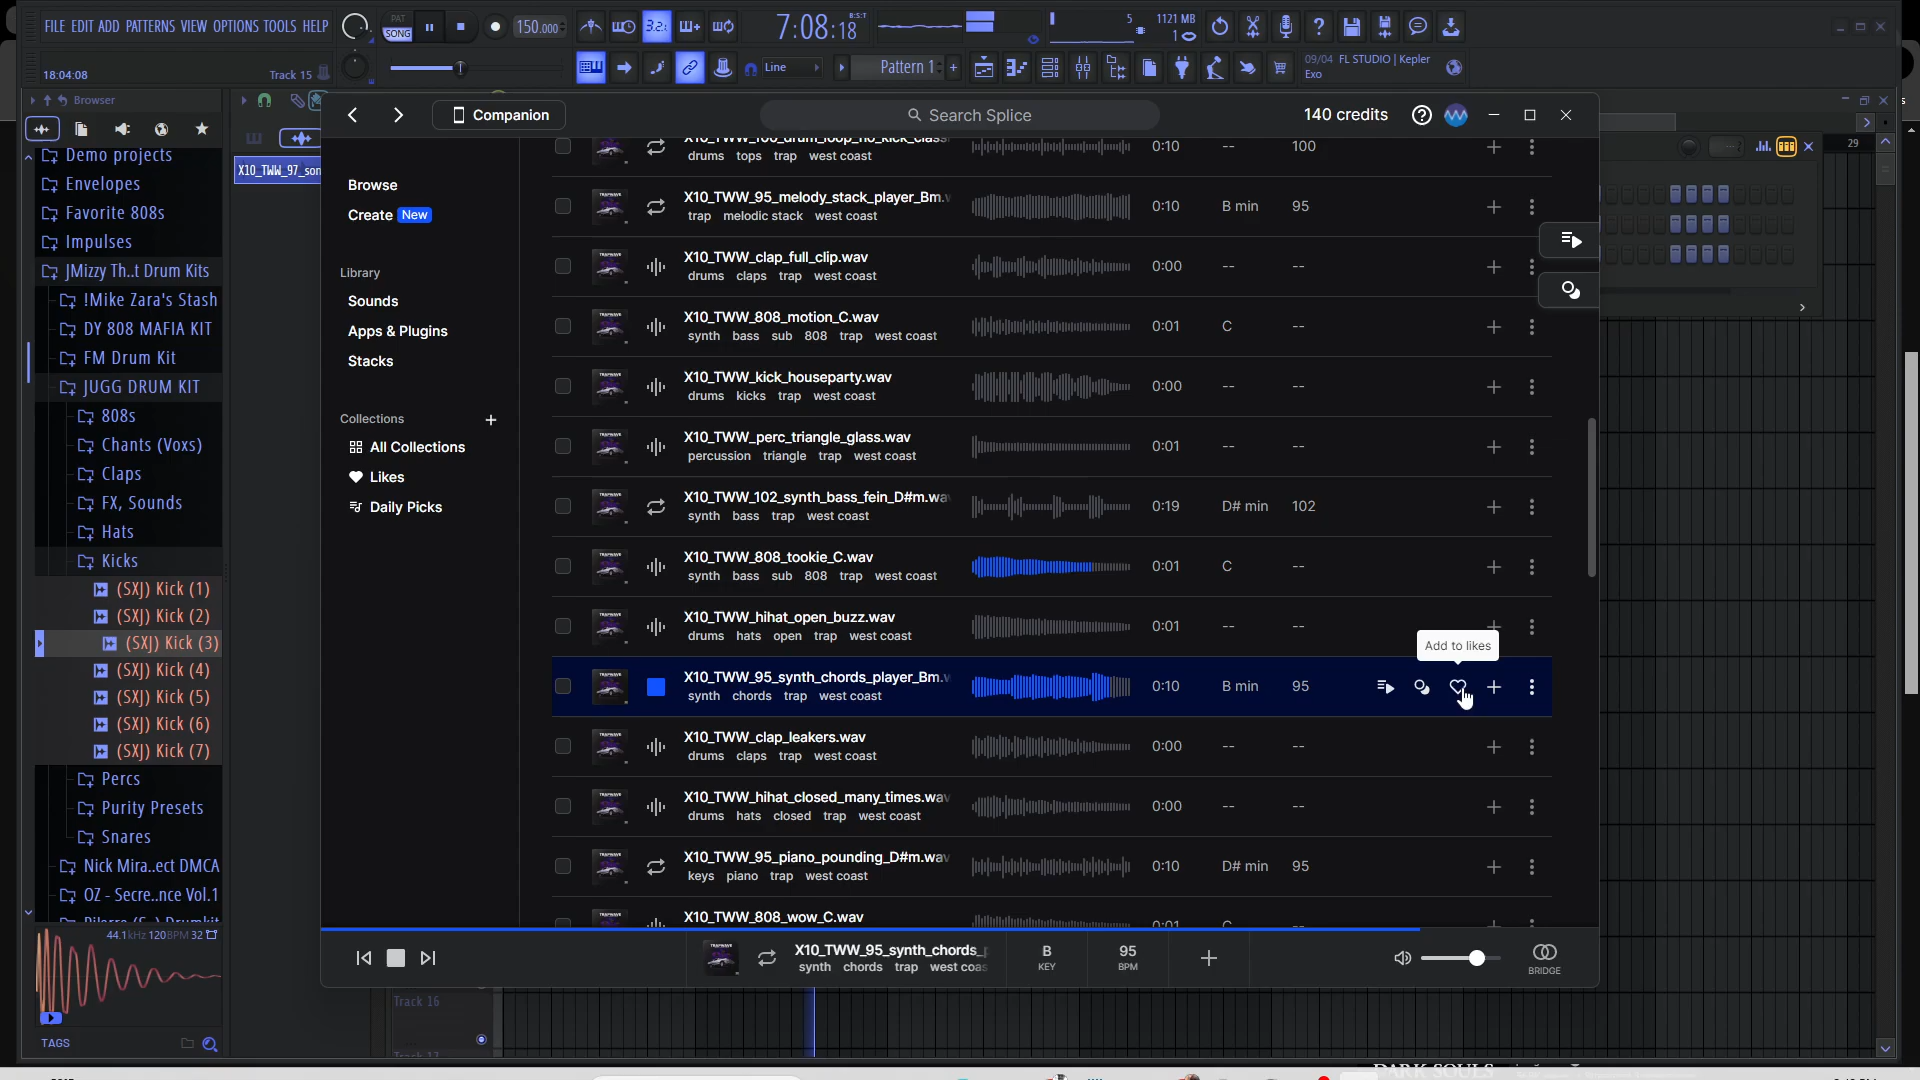 FILE EDIT ADD PATTERNS VIEW OPTIONS TOOLS HELP
PAT
SONG
150.000
3.2.
7:08:18
B:S:T
5
1121 MB
1
18:04:08
Track 15
Line
Pattern 1
09/04 FL STUDIO | Kepler
Exo
Browser
Demo projects
Envelopes
Favorite 808s
Impulses
JMizzy Th..t Drum Kits
!Mike Zara's Stash
DY 808 MAFIA KIT
FM Drum Kit
JUGG DRUM KIT
808s
Chants (Voxs)
Claps
FX, Sounds
Hats
Kicks
(SXJ) Kick (1)
(SXJ) Kick (2)
(SXJ) Kick (3)
(SXJ) Kick (4)
(SXJ) Kick (5)
(SXJ) Kick (6)
(SXJ) Kick (7)
Percs
Purity Presets
Snares
Nick Mira..ect DMCA
OZ - Secre..nce Vol.1
44.1kHz 120BPM 32
TAGS
X10_TWW_97_son
29
Companion
Search Splice
140 credits
Browse
Create New
Library
Sounds
Apps & Plugins
Stacks
Collections
All Collections
Likes
Daily Picks
drums tops trap west coast
0:10 -- 100
X10_TWW_95_melody_stack_player_Bm.
trap melodic stack west coast
0:10 B min 95
X10_TWW_clap_full_clip.wav
drums claps trap west coast
0:00 -- --
X10_TWW_808_motion_C.wav
synth bass sub 808 trap west coast
0:01 C --
X10_TWW_kick_houseparty.wav
drums kicks trap west coast
0:00 -- --
X10_TWW_perc_triangle_glass.wav
percussion triangle trap west coast
0:01 -- --
X10_TWW_102_synth_bass_fein_D#m.wa
synth bass trap west coast
0:19 D# min 102
X10_TWW_808_tookie_C.wav
synth bass sub 808 trap west coast
0:01 C --
X10_TWW_hihat_open_buzz.wav
drums hats open trap west coast
0:01 -- --
Add to likes
X10_TWW_95_synth_chords_player_Bm.
synth chords trap west coast
0:10 B min 95
X10_TWW_clap_leakers.wav
drums claps trap west coast
0:00 -- --
X10_TWW_hihat_closed_many_times.wa
drums hats closed trap west coast
0:00 -- --
X10_TWW_95_piano_pounding_D#m.wa
keys piano trap west coast
0:10 D# min 95
X10_TWW_808_wow_C.wav
X10_TWW_95_synth_chords_
synth chords trap west coas
B
KEY
95
BPM
BRIDGE
Track 16